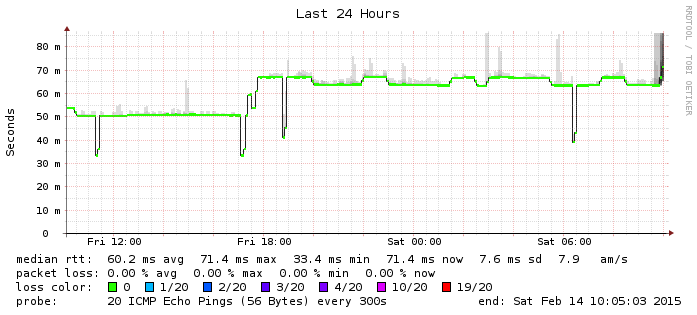 Last 24 Hours
RRDTOOL / TOBI OETIKER
Seconds
80 m
70 m
60 m
50 m
40 m
30 m
20 m
10 m
0
Fri 12:00 Fri 18:00 Sat 00:00 Sat 06:00
median rtt: 60.2 ms avg 71.4 ms max 33.4 ms min 71.4 ms now 7.6 ms sd 7.9 am/s
packet loss: 0.00 % avg 0.00 % max 0.00 % min 0.00 % now
loss color: 0 1/20 2/20 3/20 4/20 10/20 19/20
probe: 20 ICMP Echo Pings (56 Bytes) every 300s end: Sat Feb 14 10:05:03 2015